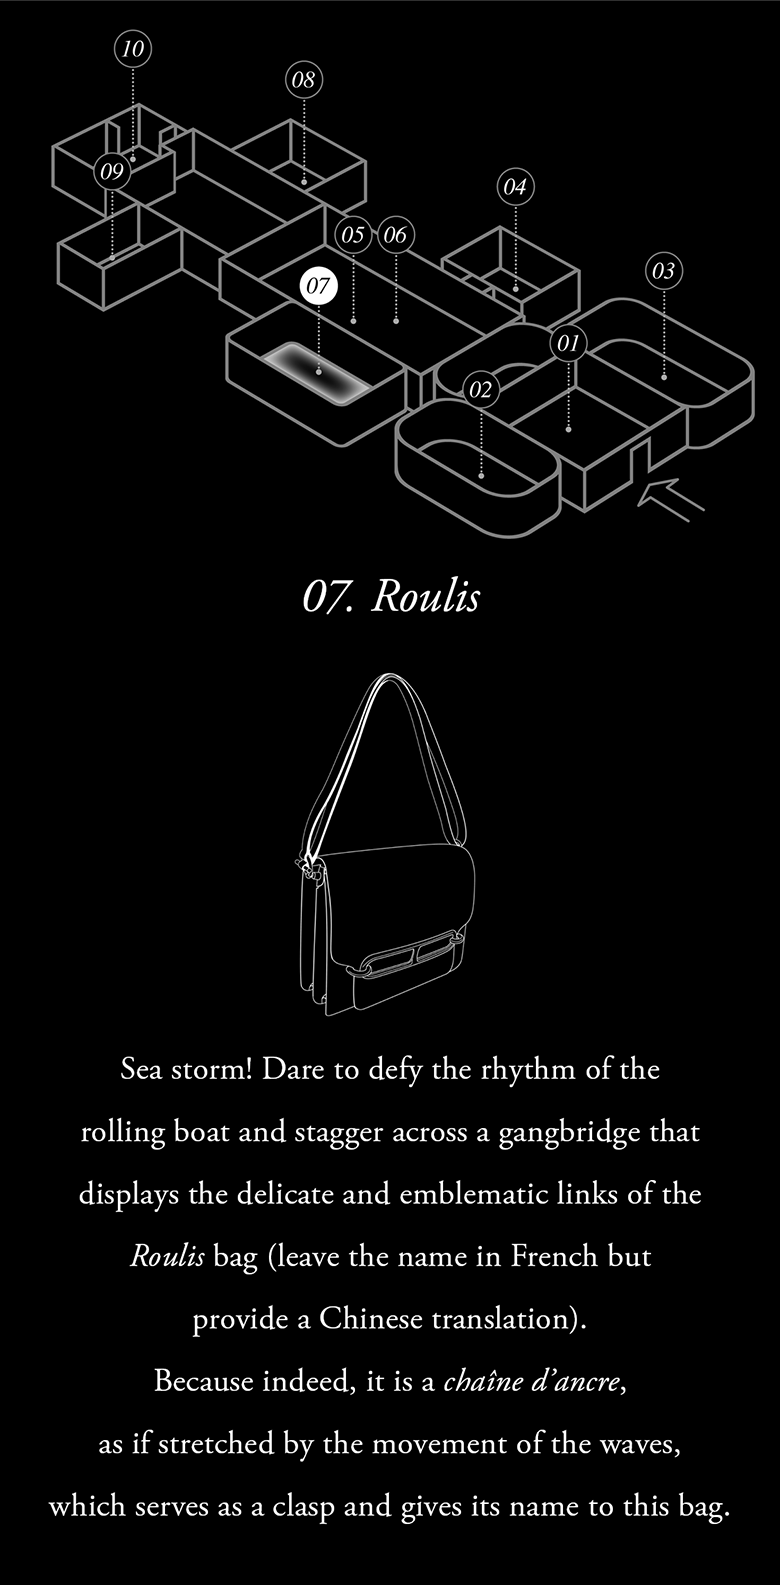 10
08
09
04
05
06
03
07
01
02
07. Roulis
Sea storm! Dare to defy the rhythm of the
rolling boat and stagger across a gangbridge that
displays the delicate and emblematic links of the
Roulis bag (leave the name in French but
provide a Chinese translation).
Because indeed, it is a chaîne d’ancre,
as if stretched by the movement of the waves,
which serves as a clasp and gives its name to this bag.